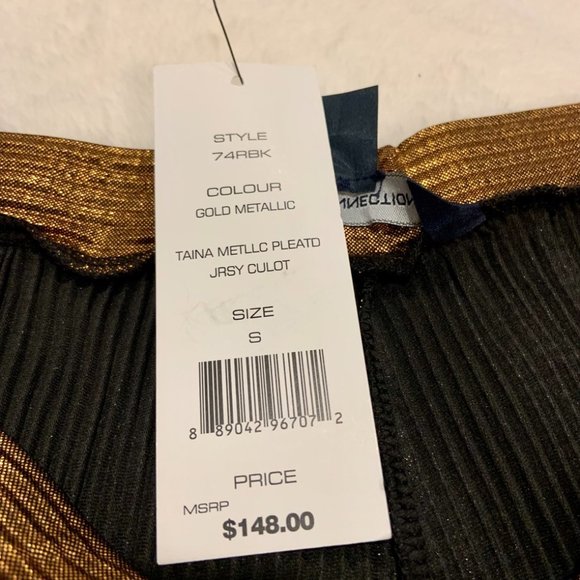 STYLE
74RBK
COLOUR
GOLD METALLIC
TAINA METLLC PLEATD
JRSY CULOT
SIZE
S
8 89042 96707 2
PRICE
MSRP
$148.00
NNECTION